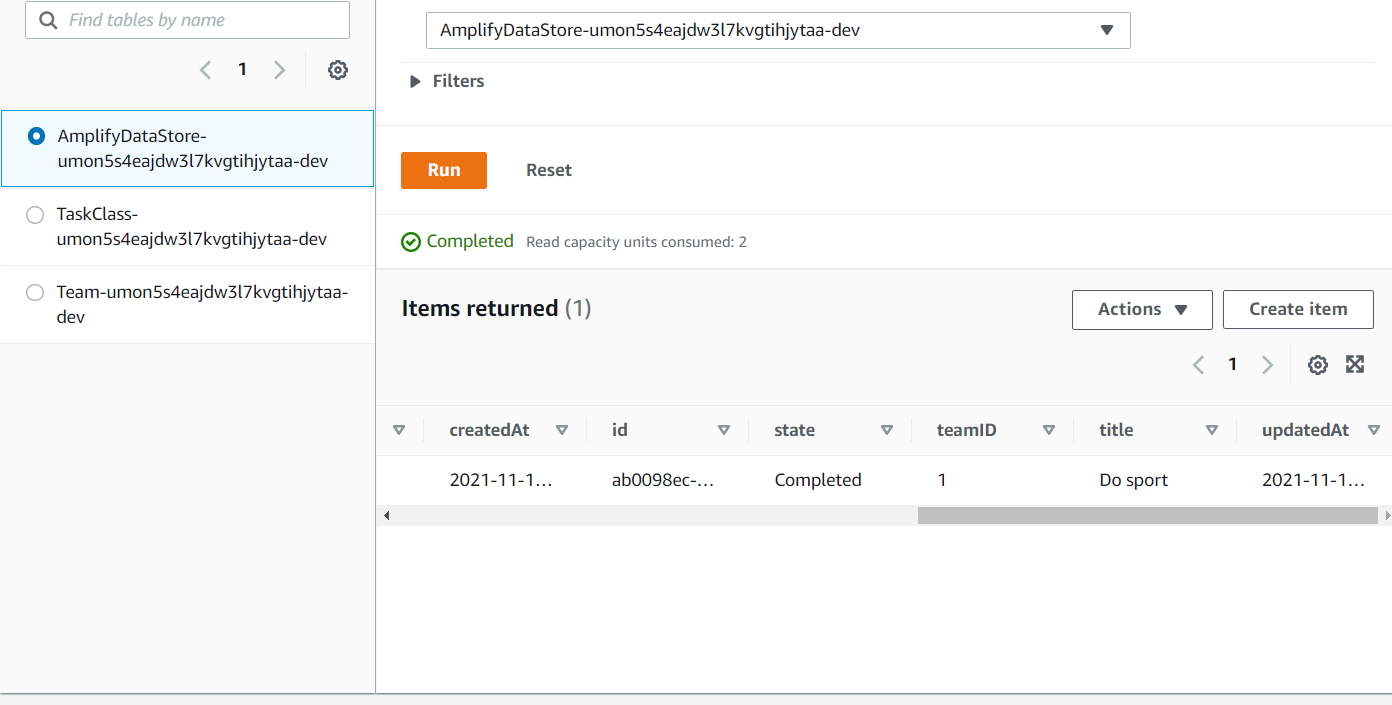 Find tables by name
1
AmplifyDataStore-
umon5s4eajdw3l7kvgtihjytaa-dev
TaskClass-
umon5s4eajdw3l7kvgtihjytaa-dev
Team-umon5s4eajdw3l7kvgtihjytaa-
dev
AmplifyDataStore-umon5s4eajdw3l7kvgtihjytaa-dev
Filters
Run Reset
Completed Read capacity units consumed: 2
Items returned (1) Actions Create item
1
createdAt id state teamID title updatedAt
2021-11-1... ab0098ec-... Completed 1 Do sport 2021-11-1...